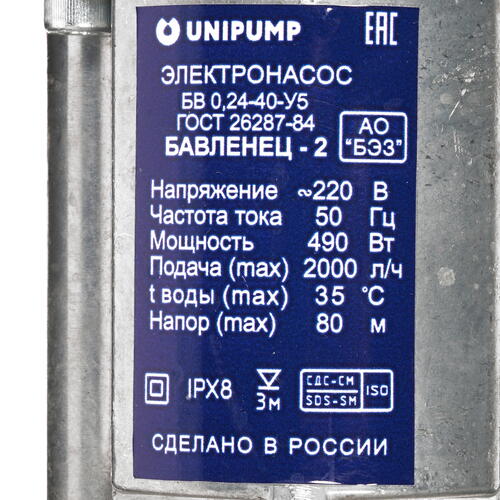 UNIPUMP EAC
ЭЛЕКТРОНАСОС
БВ 0,24-40-У5
ГОСТ 26287-84
БАВЛЕНЕЦ - 2
АО
"БЭЗ"
Напряжение ~220 В
Частота тока 50 Гц
Мощность 490 Вт
Подача (max) 2000 л/ч
t воды (max) 35 °C
Напор (max) 80 м
IPX8
3м
СДС-СМ
SDS-SM
ISO
СДЕЛАНО В РОССИИ